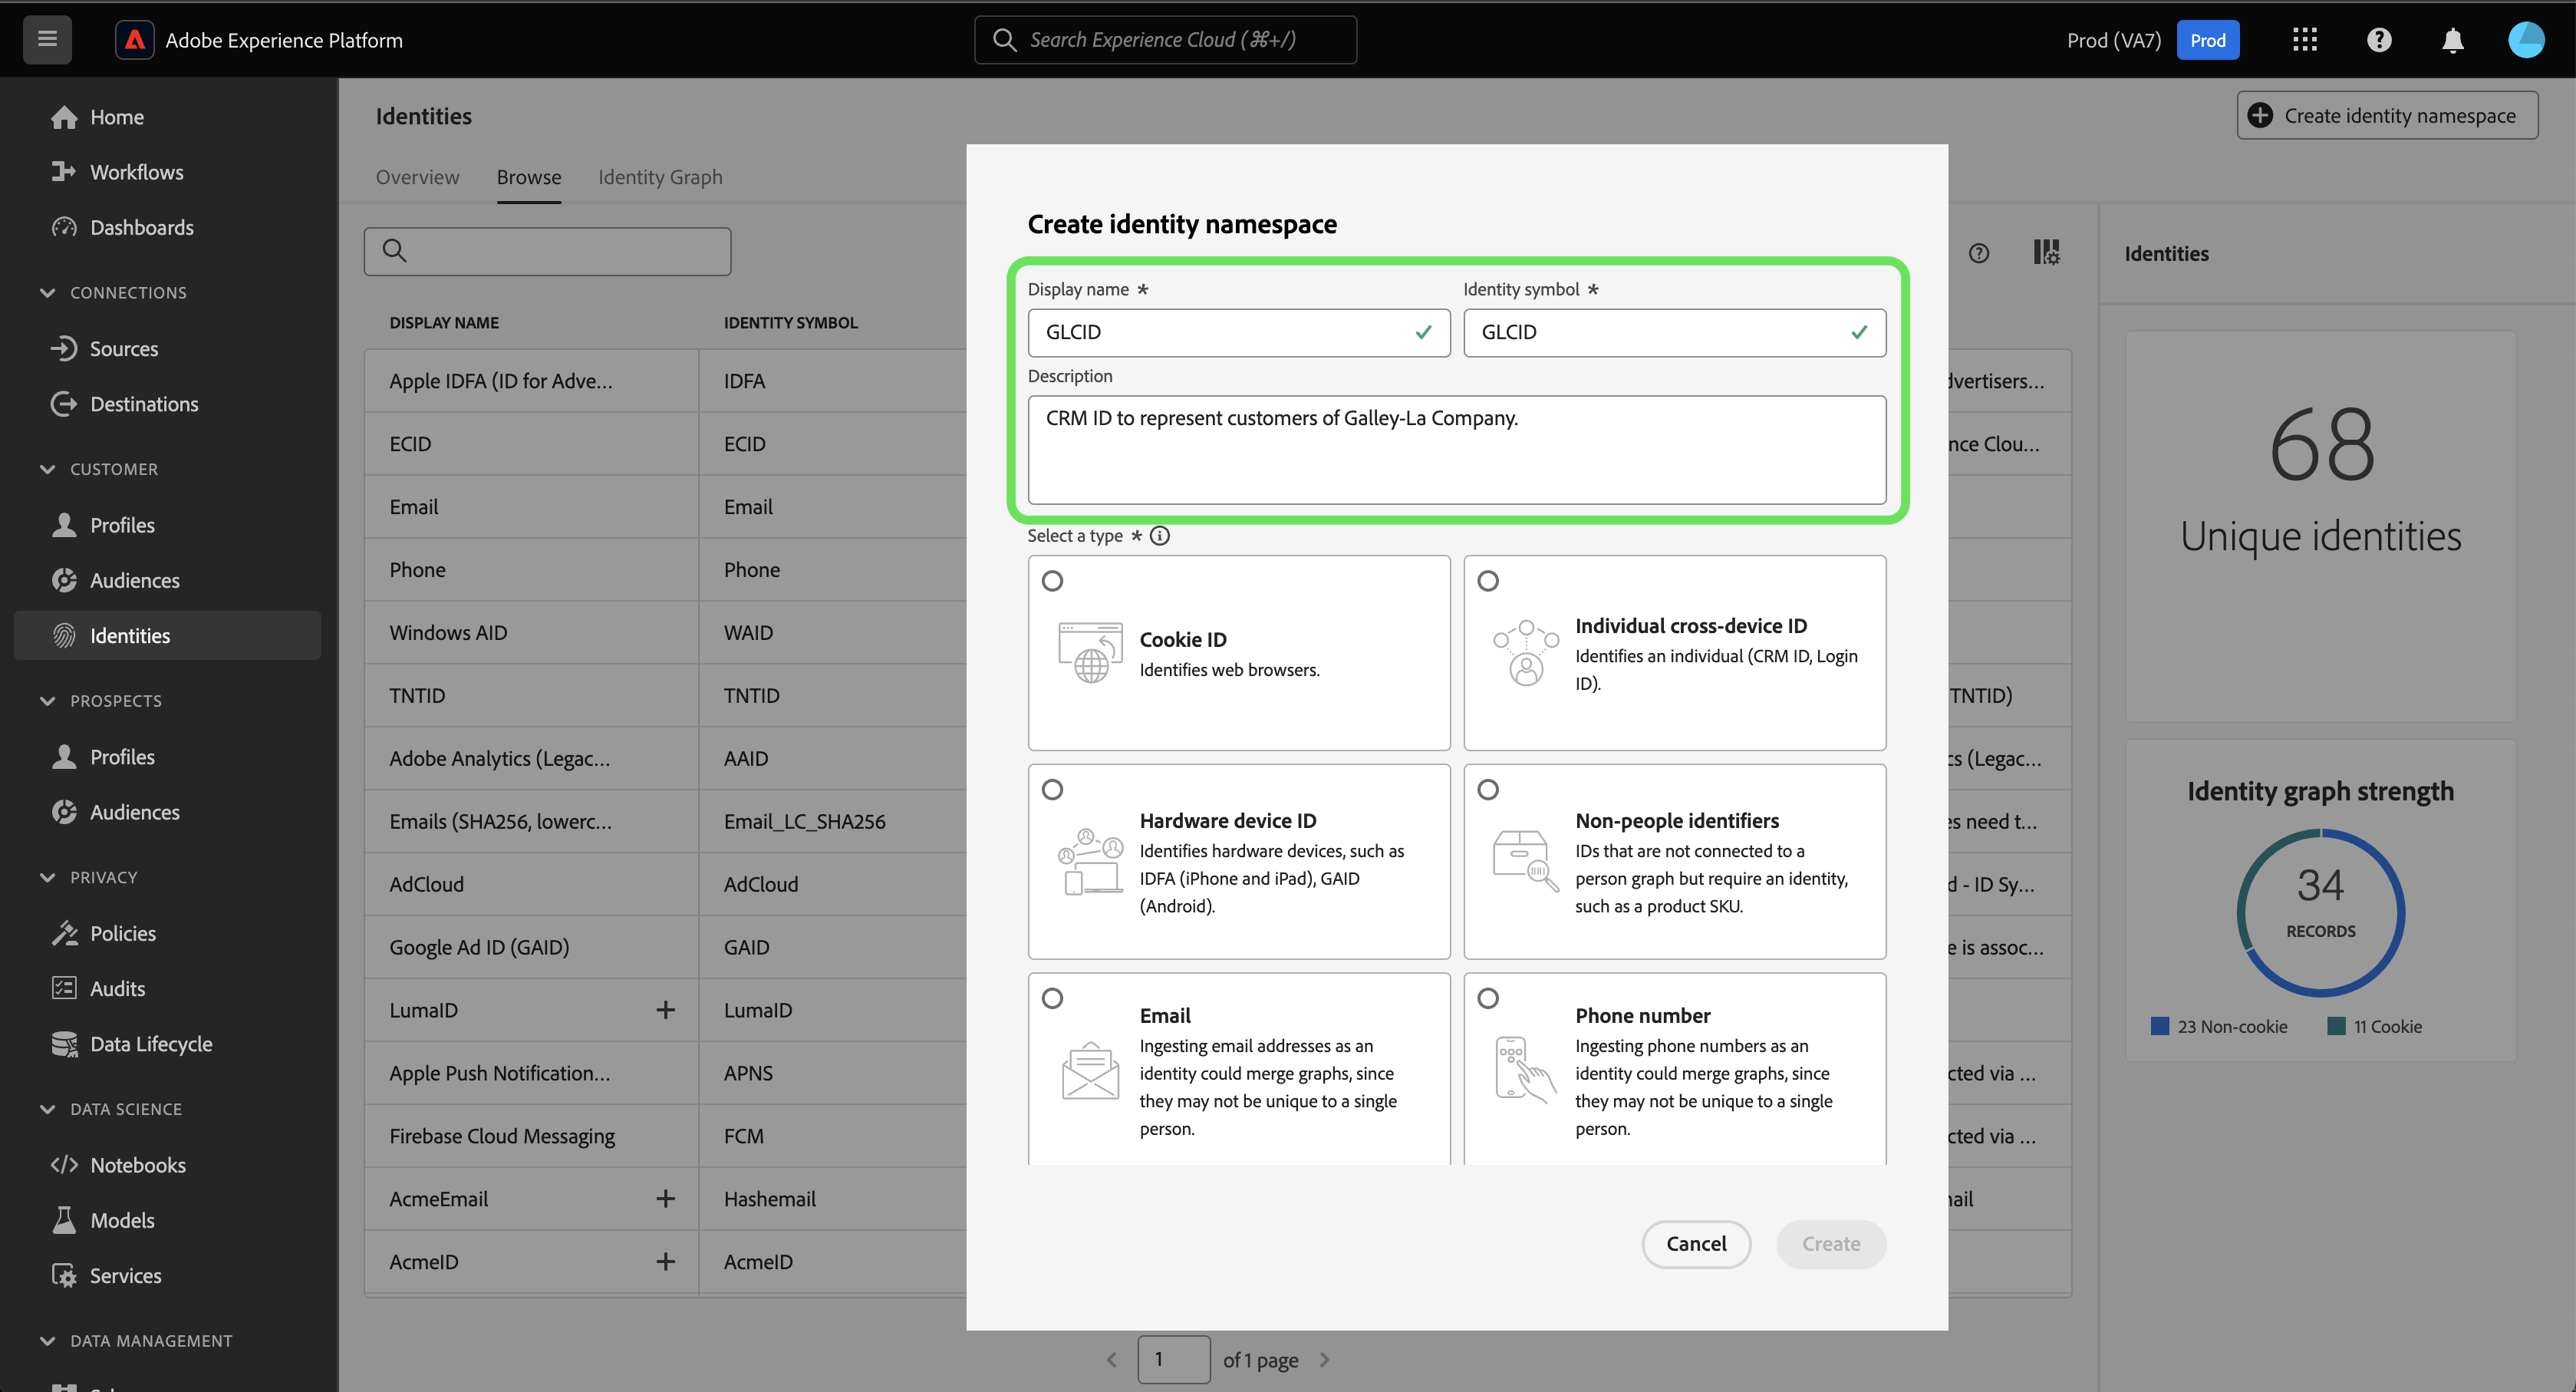 Adobe Experience Platform
Search Experience Cloud (⌘+/)
Prod (VA7)
Prod
Home
Workflows
Dashboards
CONNECTIONS
Sources
Destinations
CUSTOMER
Profiles
Audiences
Identities
PROSPECTS
Profiles
Audiences
PRIVACY
Policies
Audits
Data Lifecycle
DATA SCIENCE
Notebooks
Models
Services
DATA MANAGEMENT
Identities
Create identity namespace
Overview
Browse
Identity Graph
DISPLAY NAME
IDENTITY SYMBOL
Apple IDFA (ID for Adve...
IDFA
ECID
ECID
Email
Email
Phone
Phone
Windows AID
WAID
TNTID
TNTID
Adobe Analytics (Legac...
AAID
Emails (SHA256, lowerc...
Email_LC_SHA256
AdCloud
AdCloud
Google Ad ID (GAID)
GAID
LumaID
LumaID
Apple Push Notification...
APNS
Firebase Cloud Messaging
FCM
AcmeEmail
Hashemail
AcmeID
AcmeID
1
of 1 page
Create identity namespace
Display name *
Identity symbol *
GLCID
GLCID
Description
CRM ID to represent customers of Galley-La Company.
Select a type *
Cookie ID
Identifies web browsers.
Individual cross-device ID
Identifies an individual (CRM ID, Login
ID).
Hardware device ID
Identifies hardware devices, such as
IDFA (iPhone and iPad), GAID
(Android).
Non-people identifiers
IDs that are not connected to a
person graph but require an identity,
such as a product SKU.
Email
Ingesting email addresses as an
identity could merge graphs, since
they may not be unique to a single
person.
Phone number
Ingesting phone numbers as an
identity could merge graphs, since
they may not be unique to a single
person.
Cancel
Create
TNTID)
(Legac...
need t...
- ID Sy...
is assoc...
via ...
via ...
Identities
68
Unique identities
Identity graph strength
34
RECORDS
23 Non-cookie
11 Cookie